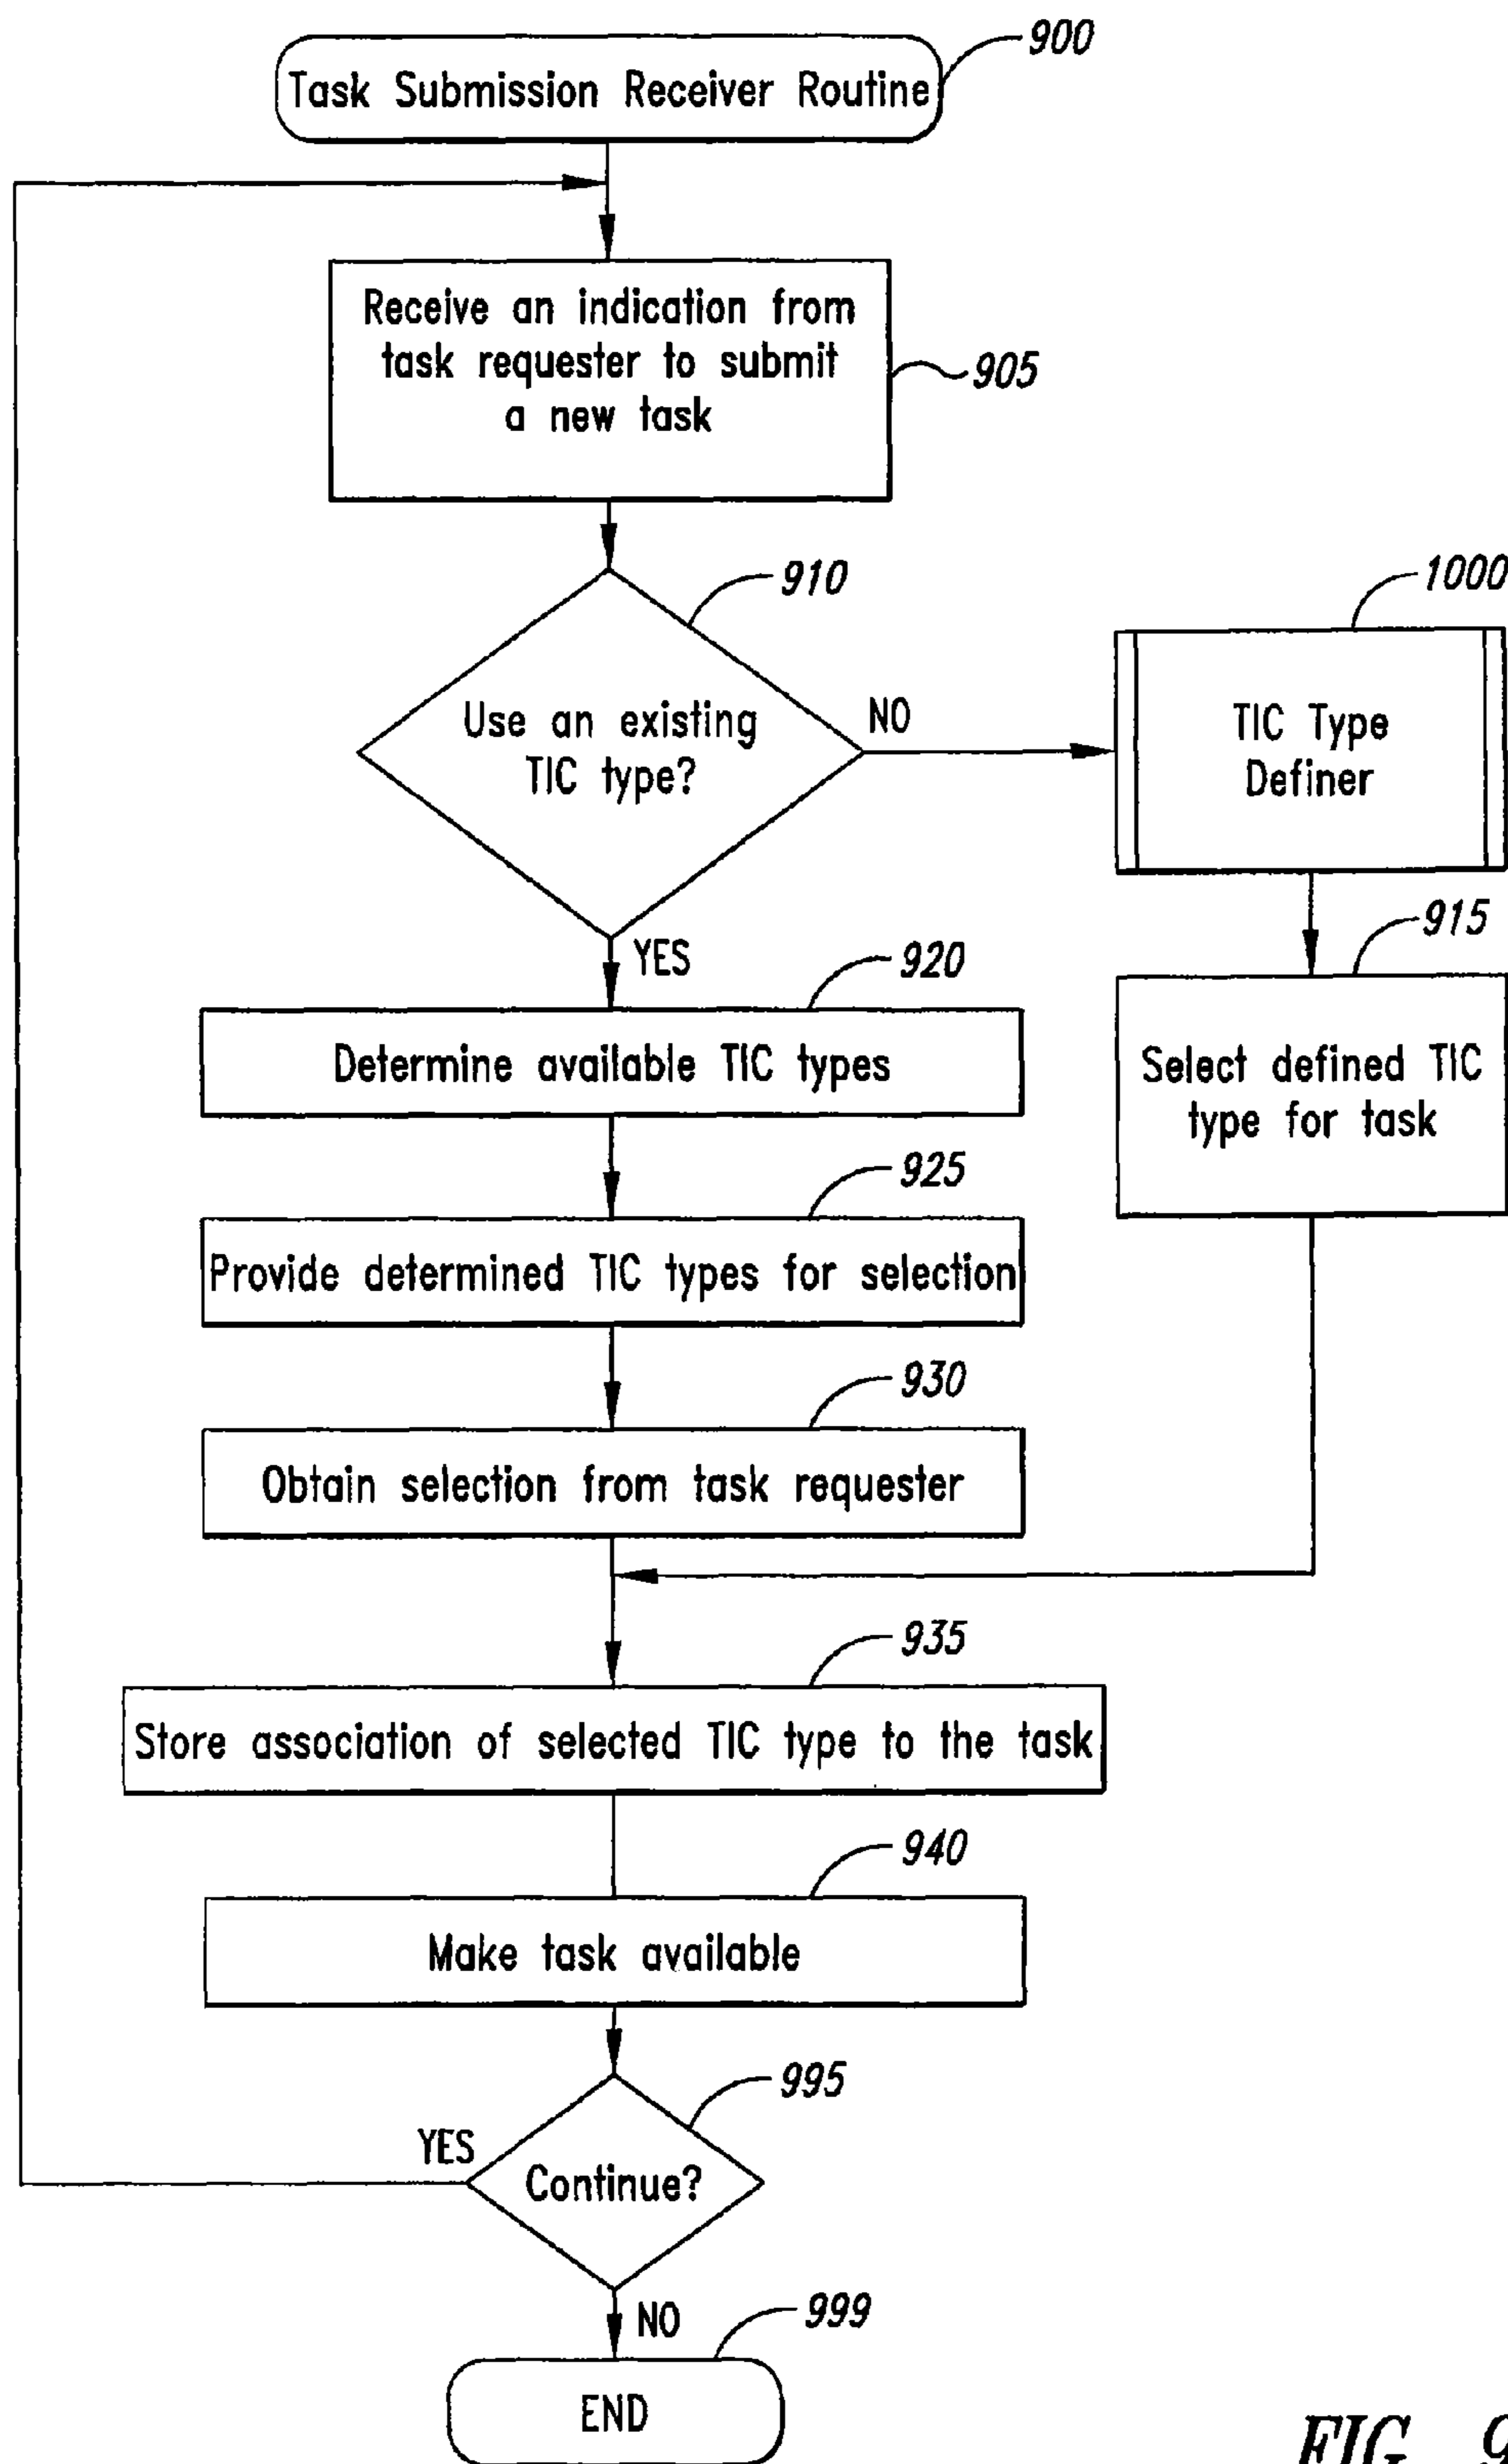 900
Task Submission Receiver Routine
Receive an indication from
task requester to submit
a new task
905
910
Use an existing
TIC type?
NO
1000
TIC Type
Definer
YES
915
Select defined TIC
type for task
920
Determine available TIC types
925
Provide determined TIC types for selection
930
Obtain selection from task requester
935
Store association of selected TIC type to the task
940
Make task available
995
YES
Continue?
NO
999
END
FIG. 9